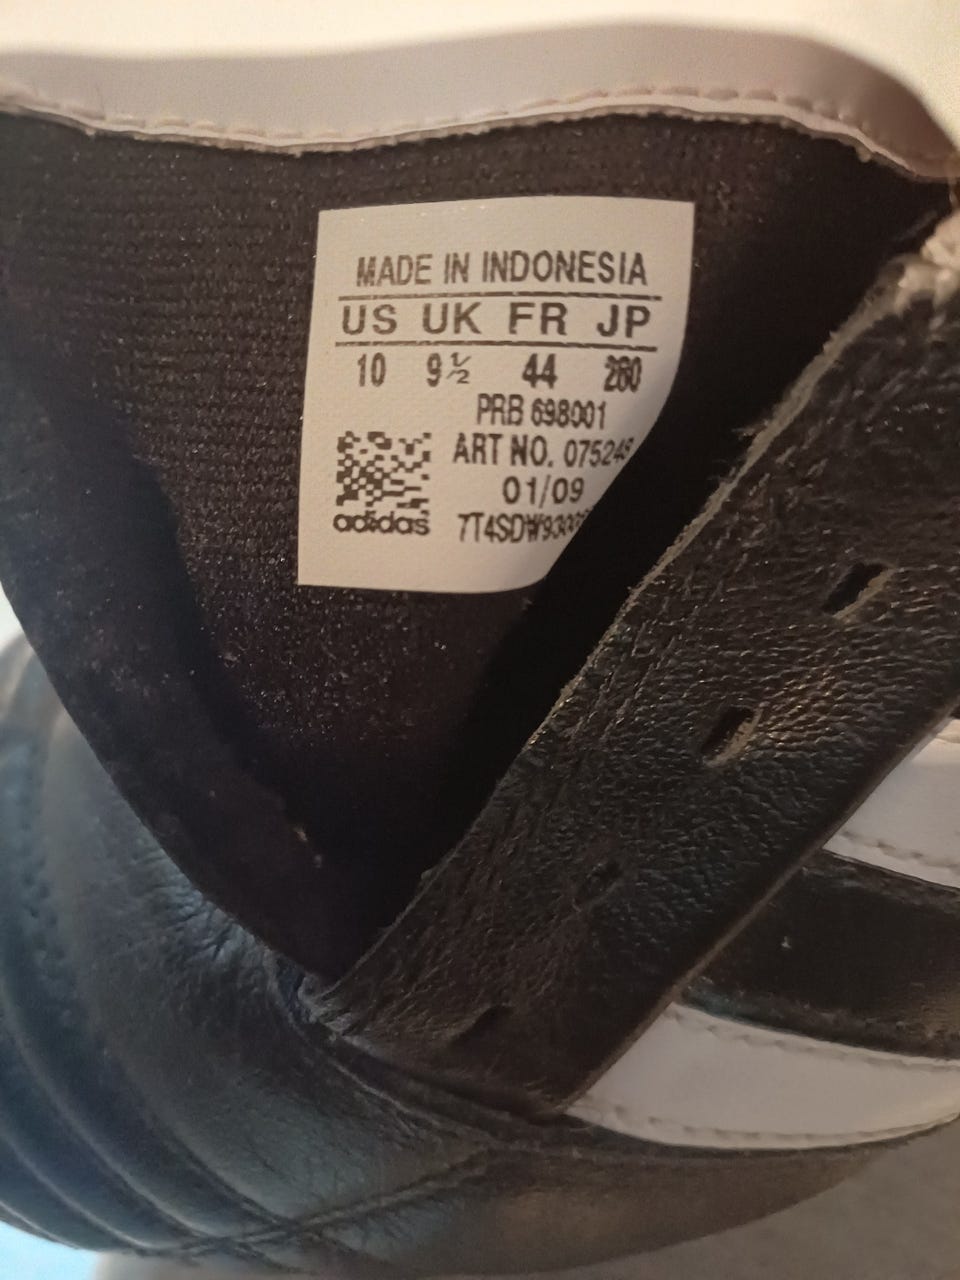 MADE IN INDONESIA
US UK FR JP
10 9½ 44 280
PRB 698001
ART NO.
01/09
adidas